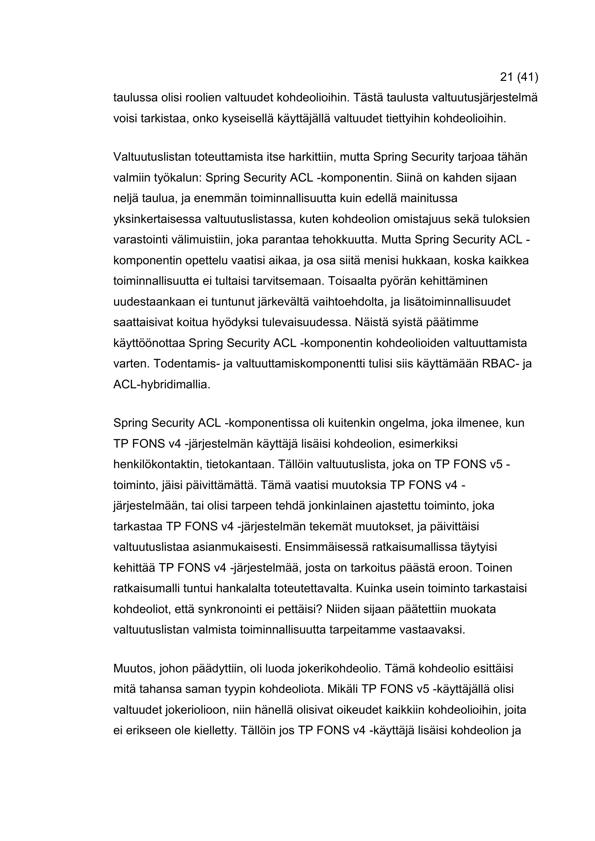 21 (41)
taulussa olisi roolien valtuudet kohdeolioihin. Tästä taulusta valtuutusjärjestelmä
voisi tarkistaa, onko kyseisellä käyttäjällä valtuudet tiettyihin kohdeolioihin.
Valtuutuslistan toteuttamista itse harkittiin, mutta Spring Security tarjoaa tähän
valmiin työkalun: Spring Security ACL -komponentin. Siinä on kahden sijaan
neljä taulua, ja enemmän toiminnallisuutta kuin edellä mainitussa
yksinkertaisessa valtuutuslistassa, kuten kohdeolion omistajuus sekä tuloksien
varastointi välimuistiin, joka parantaa tehokkuutta. Mutta Spring Security ACL -
komponentin opettelu vaatisi aikaa, ja osa siitä menisi hukkaan, koska kaikkea
toiminnallisuutta ei tultaisi tarvitsemaan. Toisaalta pyörän kehittäminen
uudestaankaan ei tuntunut järkevältä vaihtoehdolta, ja lisätoiminnallisuudet
saattaisivat koitua hyödyksi tulevaisuudessa. Näistä syistä päätimme
käyttöönottaa Spring Security ACL -komponentin kohdeolioiden valtuuttamista
varten. Todentamis- ja valtuuttamiskomponentti tulisi siis käyttämään RBAC- ja
ACL-hybridimallia.
Spring Security ACL -komponentissa oli kuitenkin ongelma, joka ilmenee, kun
TP FONS v4 -järjestelmän käyttäjä lisäisi kohdeolion, esimerkiksi
henkilökontaktin, tietokantaan. Tällöin valtuutuslista, joka on TP FONS v5 -
toiminto, jäisi päivittämättä. Tämä vaatisi muutoksia TP FONS v4 -
järjestelmään, tai olisi tarpeen tehdä jonkinlainen ajastettu toiminto, joka
tarkastaa TP FONS v4 -järjestelmän tekemät muutokset, ja päivittäisi
valtuutuslistaa asianmukaisesti. Ensimmäisessä ratkaisumallissa täytyisi
kehittää TP FONS v4 -järjestelmää, josta on tarkoitus päästä eroon. Toinen
ratkaisumalli tuntui hankalalta toteutettavalta. Kuinka usein toiminto tarkastaisi
kohdeoliot, että synkronointi ei pettäisi? Niiden sijaan päätettiin muokata
valtuutuslistan valmista toiminnallisuutta tarpeitamme vastaavaksi.
Muutos, johon päädyttiin, oli luoda jokerikohdeolio. Tämä kohdeolio esittäisi
mitä tahansa saman tyypin kohdeoliota. Mikäli TP FONS v5 -käyttäjällä olisi
valtuudet jokeriolioon, niin hänellä olisivat oikeudet kaikkiin kohdeolioihin, joita
ei erikseen ole kielletty. Tällöin jos TP FONS v4 -käyttäjä lisäisi kohdeolion ja